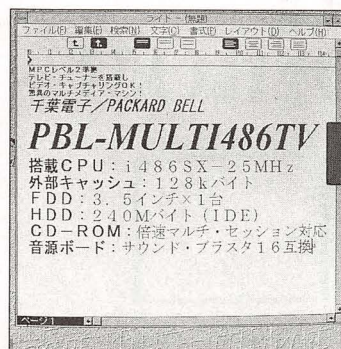 ライト - (無題)
ファイル(F) 編集(E) 検索(N) 文字(C) 書式(P) レイアウト(D) ヘルプ(H)
MPCレベル2準拠
テレビ・チューナーを搭載し
ビデオ・キャプチャリングOK!
驚異のマルチメディア・マシン!
千葉電子/PACKARD BELL
PBL-MULTI486TV
搭載CPU:i486SX-25MHz
外部キャッシュ:128kバイト
FDD:3.5インチ×1台
HDD:240Mバイト(IDE)
CD-ROM:倍速マルチ・セッション対応
音源ボード:サウンド・ブラスタ16互換
ページ1